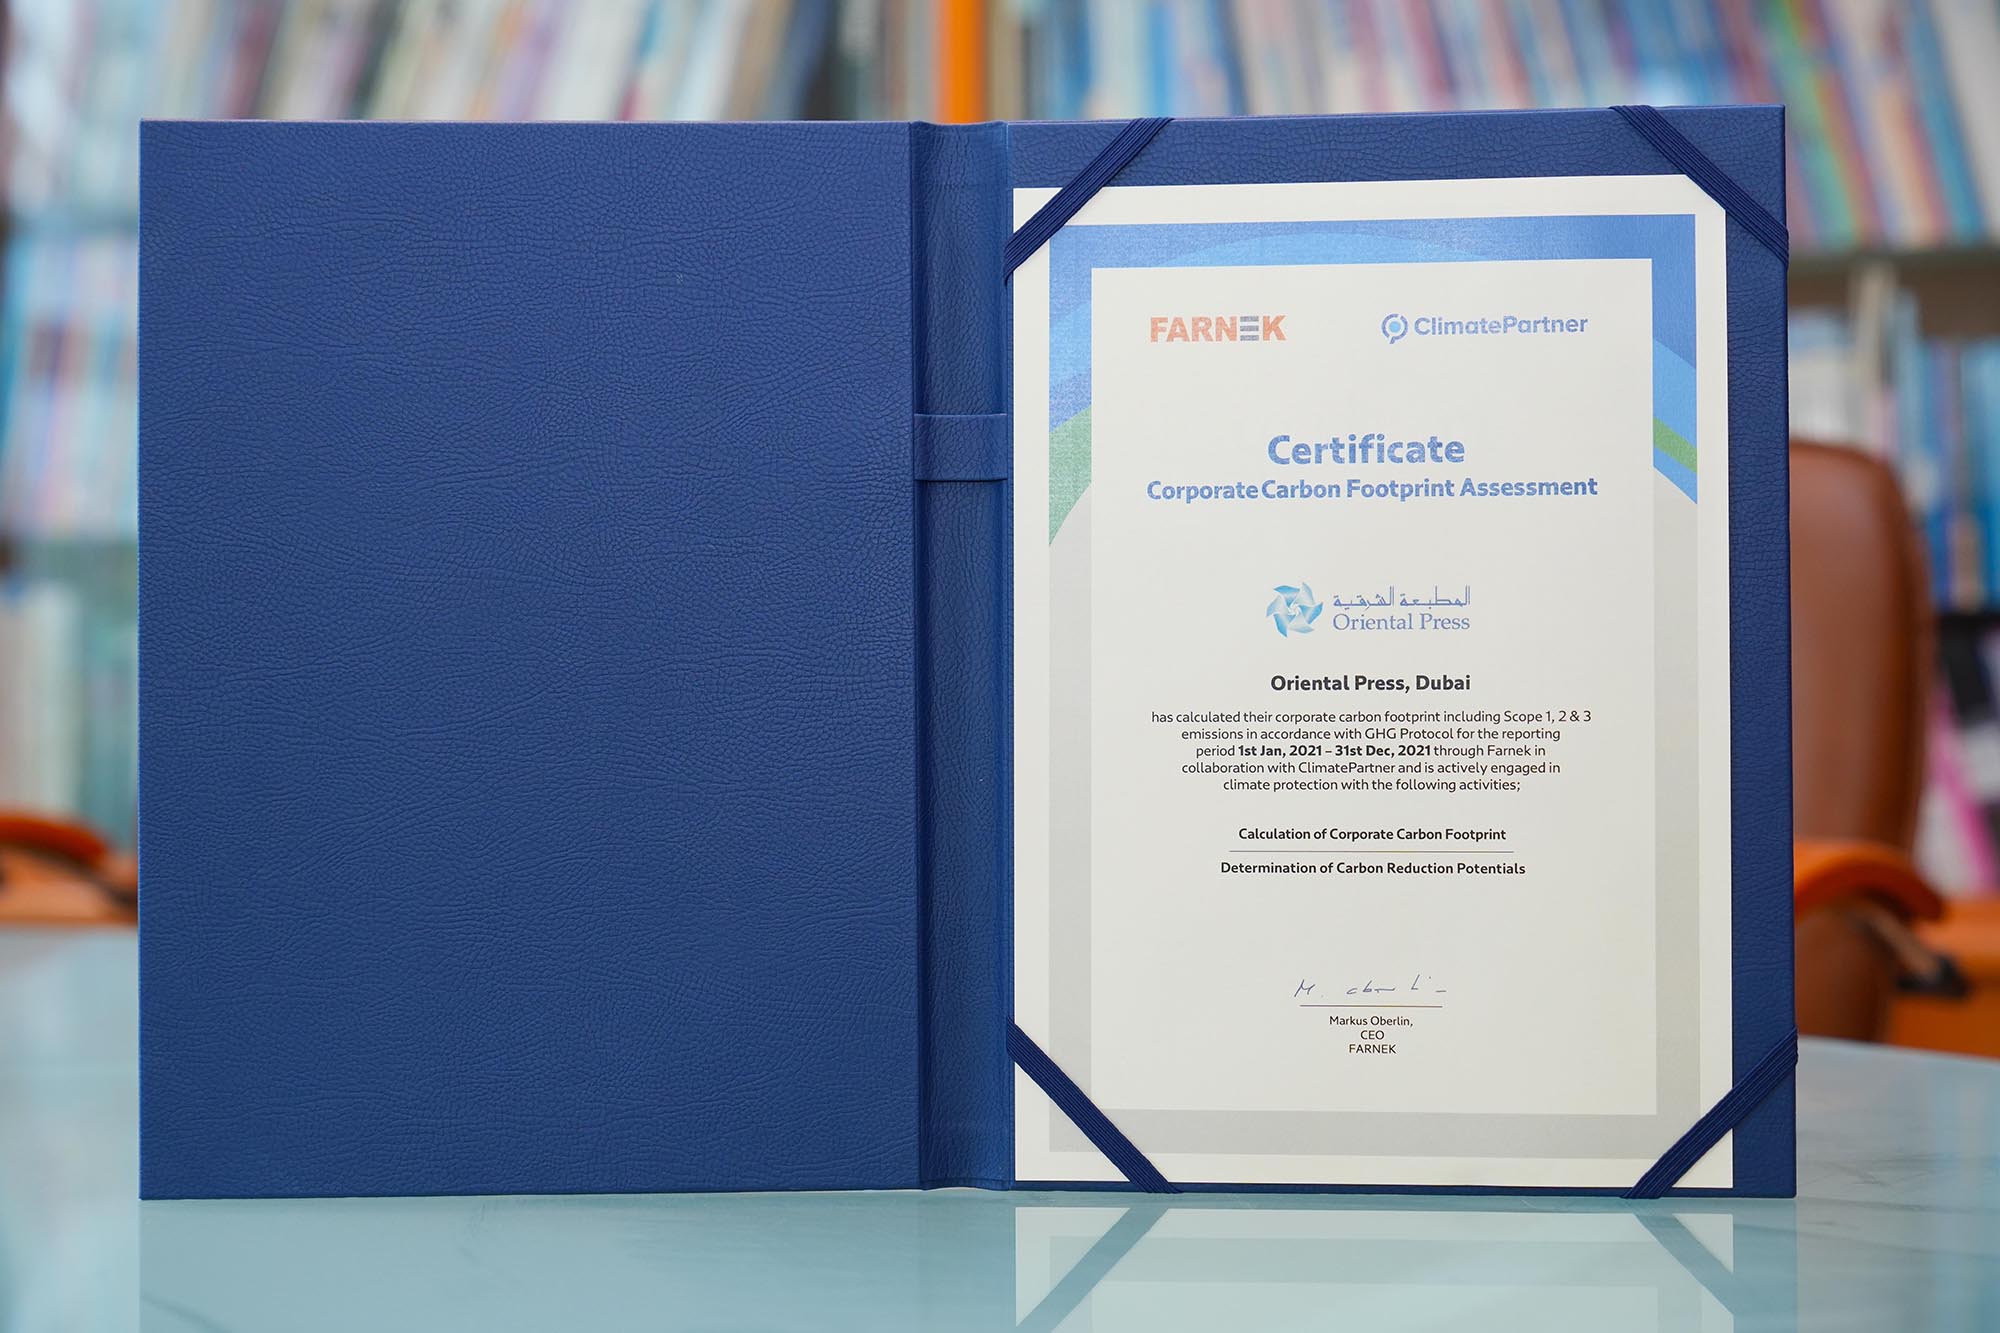 FARNEK
ClimatePartner
Certificate
Corporate Carbon Footprint Assessment
المطبعة الشرقية
Oriental Press
Oriental Press, Dubai
has calculated their corporate carbon footprint including Scope 1, 2 & 3
emissions in accordance with GHG Protocol for the reporting
period 1st Jan, 2021 – 31st Dec, 2021 through Farnek in
collaboration with ClimatePartner and is actively engaged in
climate protection with the following activities;
Calculation of Corporate Carbon Footprint
Determination of Carbon Reduction Potentials
Markus Oberlin,
CEO
FARNEK